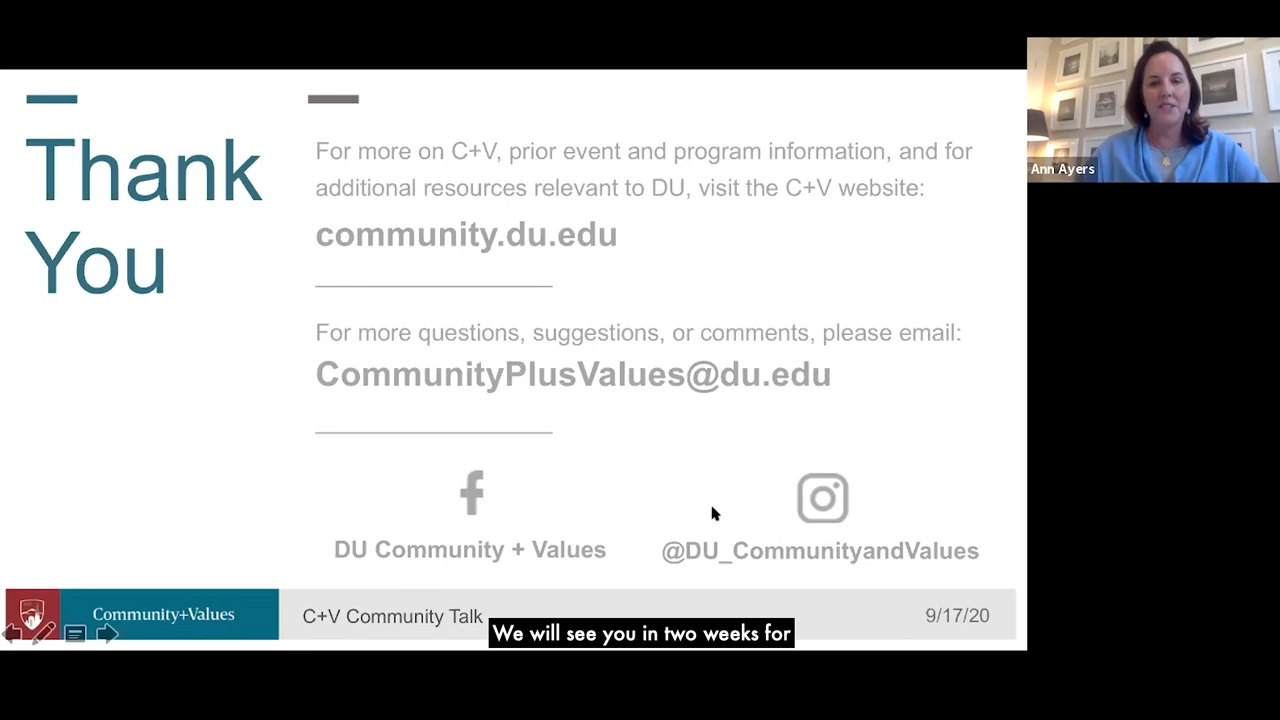 Thank
You
For more on C+V, prior event and program information, and for
additional resources relevant to DU, visit the C+V website:
community.du.edu
For more questions, suggestions, or comments, please email:
CommunityPlusValues@du.edu
DU Community + Values
@DU_CommunityandValues
Community+Values
C+V Community Talk
9/17/20
We will see you in two weeks for
Ann Ayers